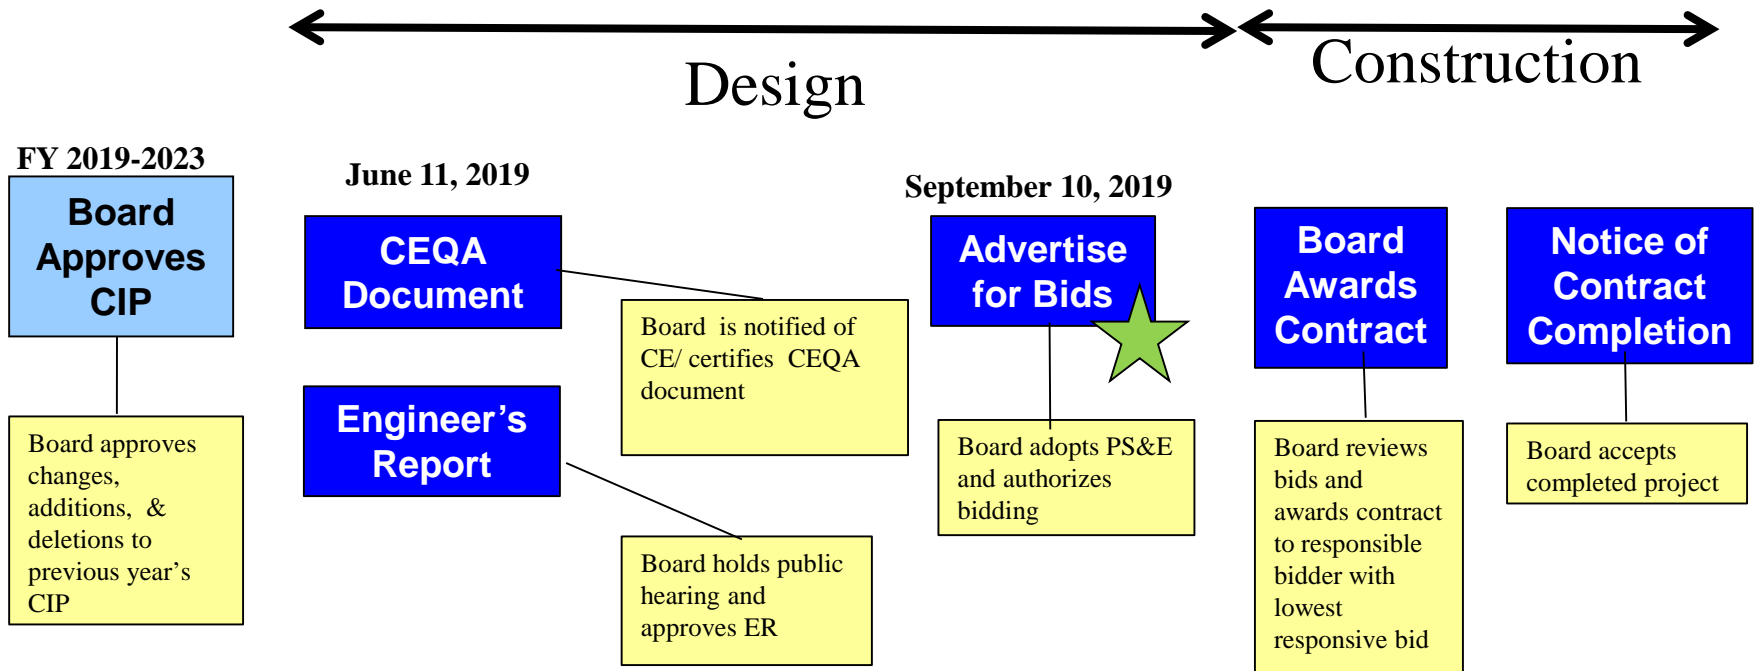 Design
Construction
FY 2019-2023
Board
Approves
CIP
Board approves
changes,
additions, &
deletions to
previous year's
CIP
June 11, 2019
CEQA
Document
Board is notified of
CE/ certifies CEQA
document
Engineer’s
Report
Board holds public
hearing and
approves ER
September 10, 2019
Advertise
for Bids
Board adopts PS&E
and authorizes
bidding
Board
Awards
Contract
Board reviews
bids and
awards contract
to responsible
bidder with
lowest
responsive bid
Notice of
Contract
Completion
Board accepts
completed project